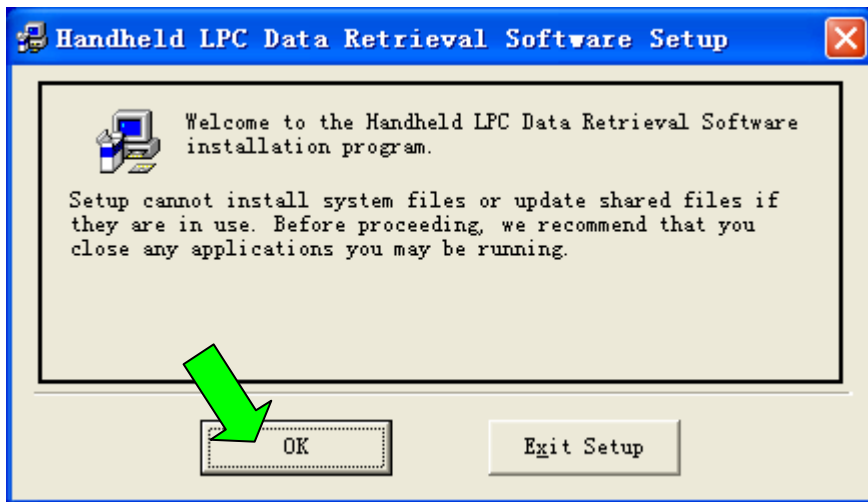 Handheld LPC Data Retrieval Software Setup
Welcome to the Handheld LPC Data Retrieval Software
installation program.
Setup cannot install system files or update shared files if
they are in use. Before proceeding, we recommend that you
close any applications you may be running.
OK
Exit Setup